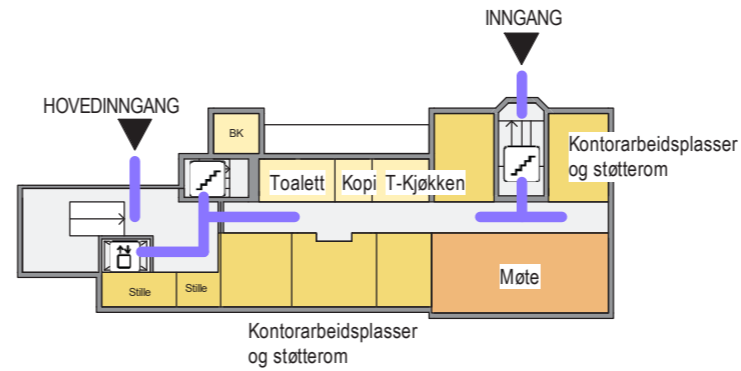 INNGANG
HOVEDINNGANG
BK
Kontorarbeidsplasser
og støtterom
Toalett
Kopi
T-Kjøkken
Møte
Stille
Stille
Kontorarbeidsplasser
og støtterom